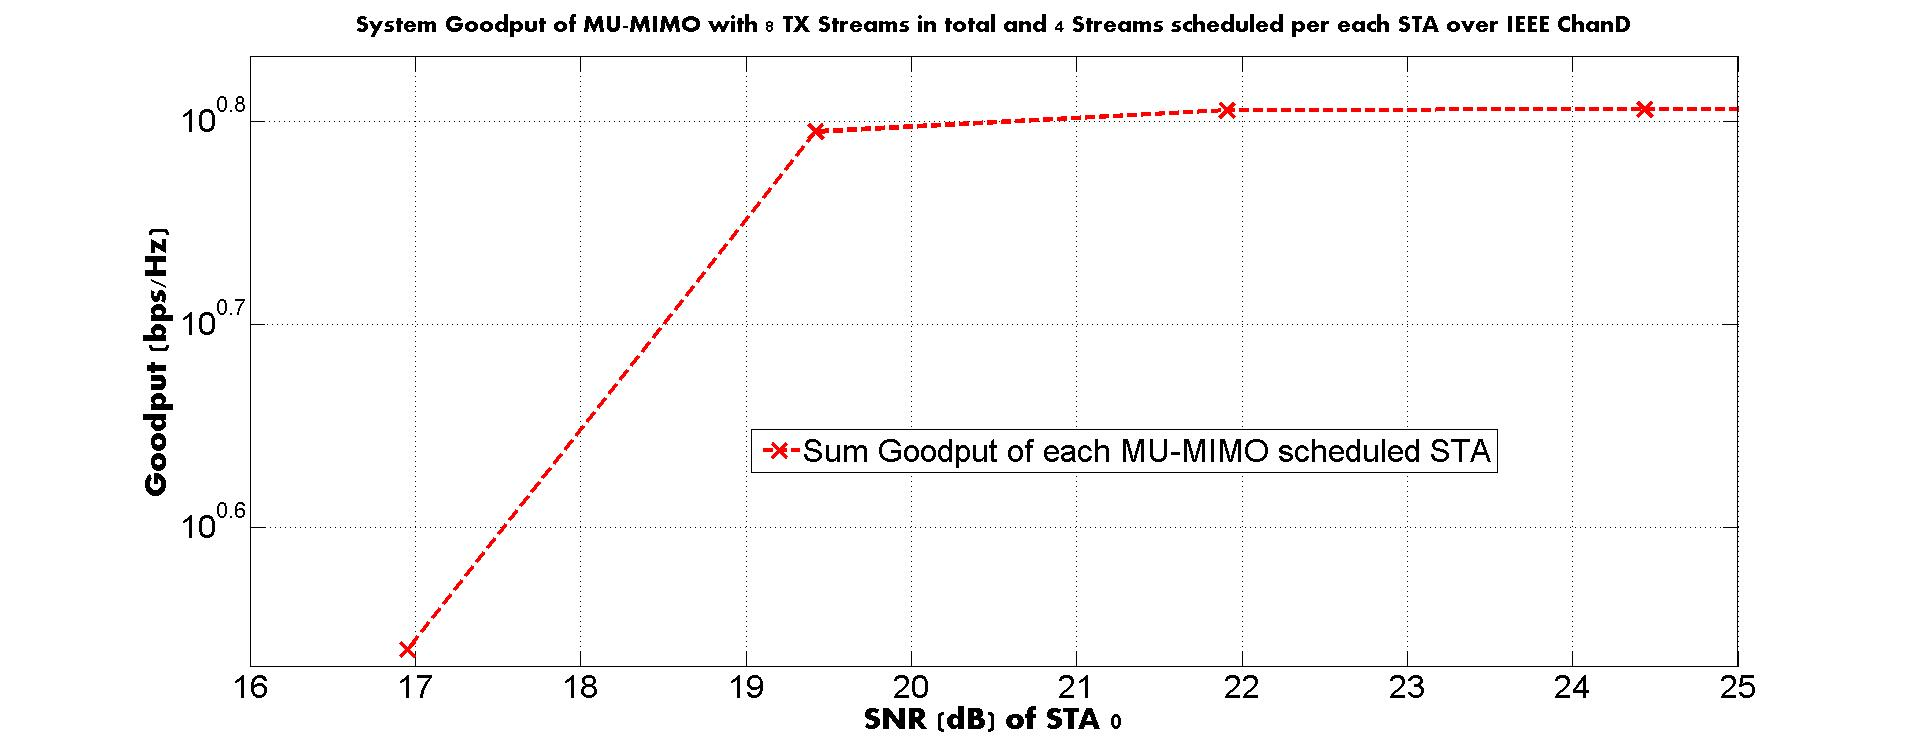 System Goodput of MU-MIMO with 8 TX Streams in total and 4 Streams scheduled per each STA over IEEE ChanD
10^0.8
10^0.7
10^0.6
Goodput (bps/Hz)
Sum Goodput of each MU-MIMO scheduled STA
16 17 18 19 20 21 22 23 24 25
SNR (dB) of STA 0